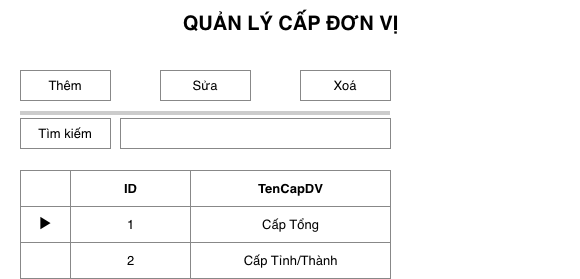 QUẢN LÝ CẤP ĐƠN VỊ
Thêm Sửa Xoá
Tìm kiếm
ID TenCapDV
1 Cấp Tổng
2 Cấp Tỉnh/Thành